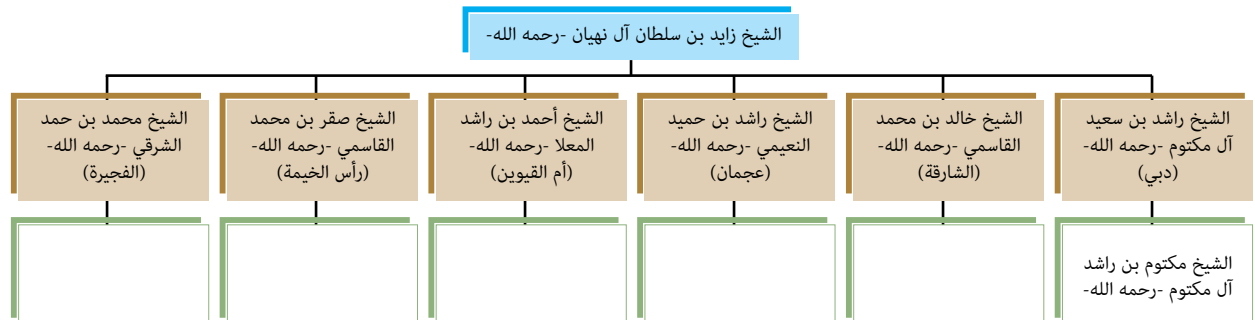 الشيخ زايد بن سلطان آل نهيان -رحمه الله-
الشيخ راشد بن سعيد
آل مكتوم -رحمه الله-
(دبي)
الشيخ خالد بن محمد
القاسمي -رحمه الله-
(الشارقة)
الشيخ راشد بن حميد
النعيمي -رحمه الله-
(عجمان)
الشيخ أحمد بن راشد
المعلا -رحمه الله-
(أم القيوين)
الشيخ صقر بن محمد
القاسمي -رحمه الله-
(رأس الخيمة)
الشيخ محمد بن حمد
الشرقي -رحمه الله-
(الفجيرة)
الشيخ مكتوم بن راشد
آل مكتوم -رحمه الله-